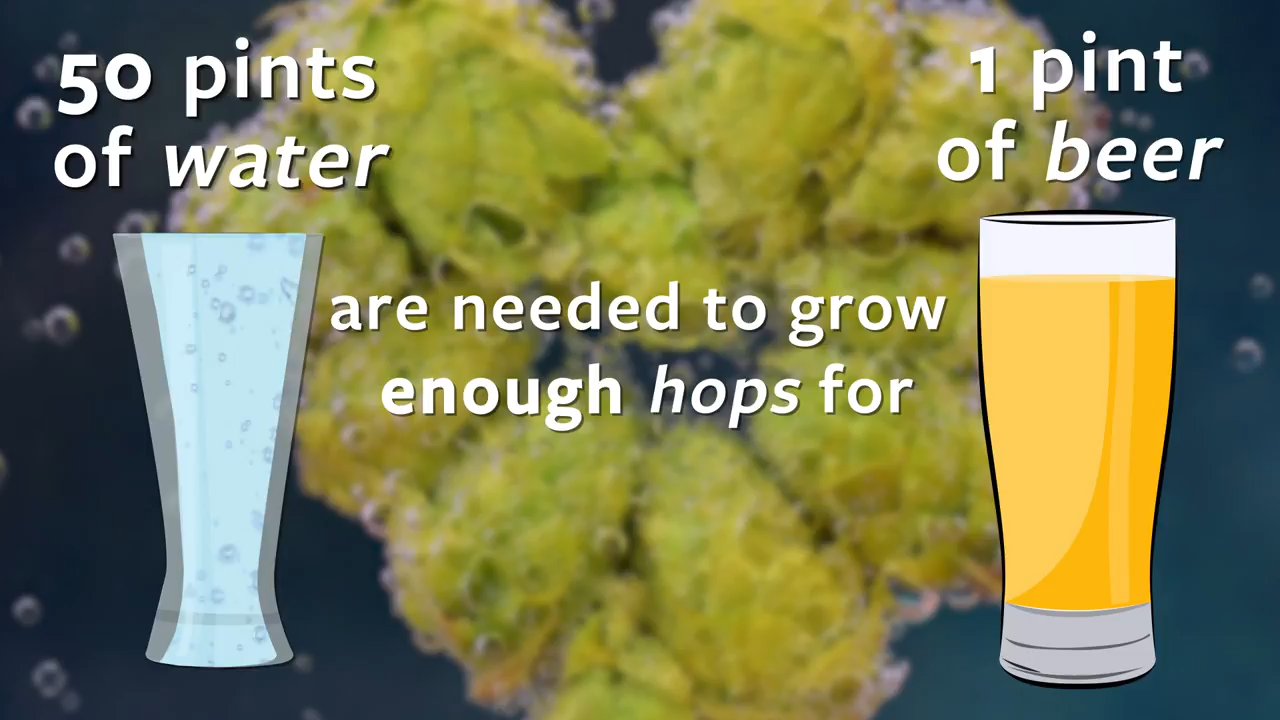 50 pints
of water
are needed to grow
enough hops for
1 pint
of beer